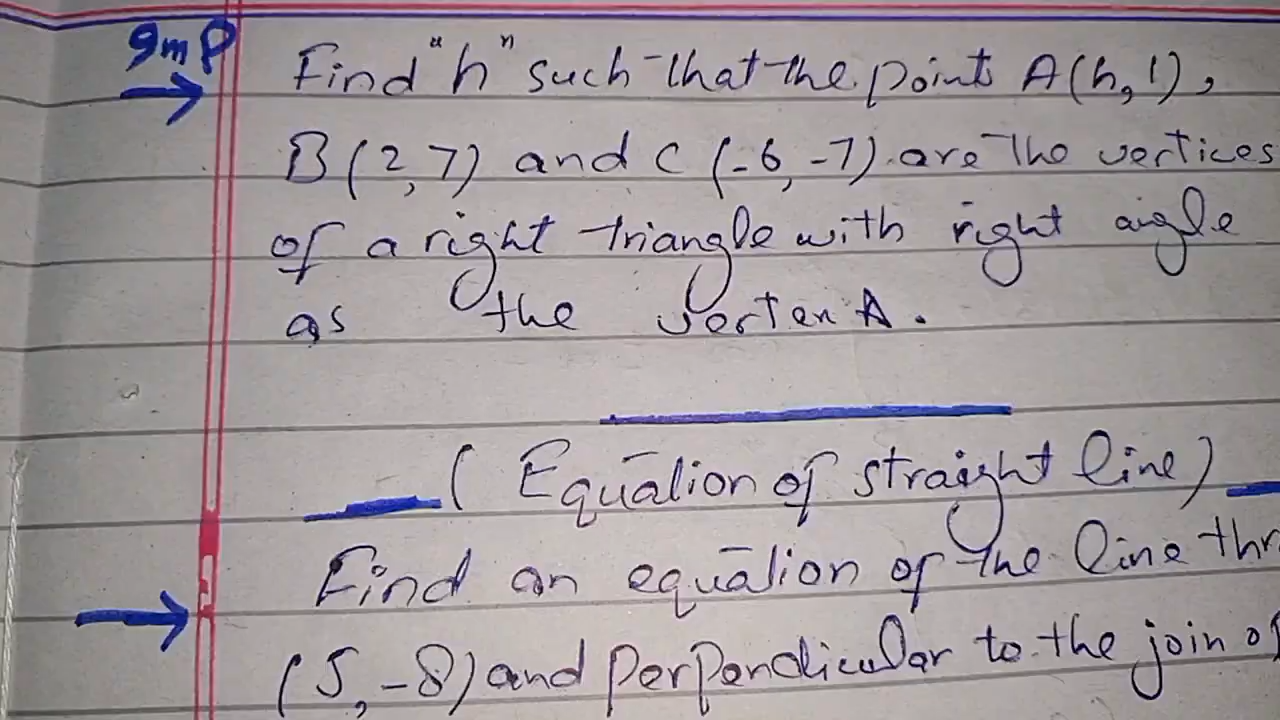 gmp
Find "h" such that the point A(h, 1),
B(2, 7) and C (-6, -7) are the vertices
of a right triangle with right angle
as the vertex A.
(Equation of straight line)
Find an equation of the line thr
(5, -8) and perpendicular to the join of